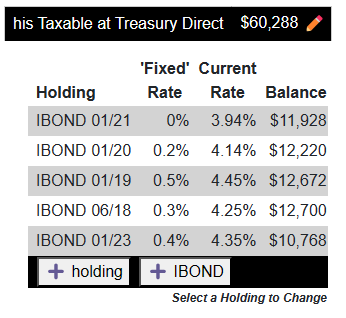 his Taxable at Treasury Direct $60,288
'Fixed' Current
Holding Rate Rate Balance
IBOND 01/21 0% 3.94% $11,928
IBOND 01/20 0.2% 4.14% $12,220
IBOND 01/19 0.5% 4.45% $12,672
IBOND 06/18 0.3% 4.25% $12,700
IBOND 01/23 0.4% 4.35% $10,768
+ holding + IBOND
Select a Holding to Change